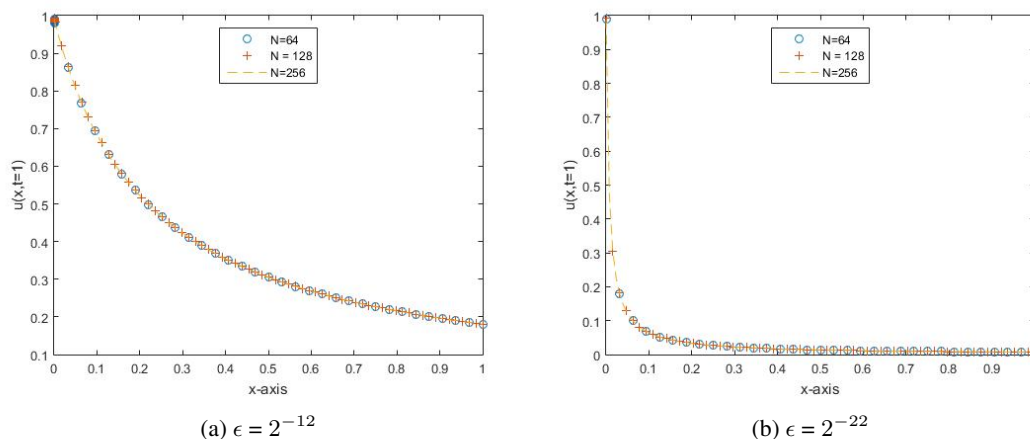 1
0.9
0.8
0.7
0.6
0.5
0.4
0.3
0.2
0.1
u(x,t=1)
0 0.1 0.2 0.3 0.4 0.5 0.6 0.7 0.8 0.9 1
x-axis
N=64
N = 128
N=256
(a) ϵ = 2⁻¹²
1
0.9
0.8
0.7
0.6
0.5
0.4
0.3
0.2
0.1
0
u(x,t=1)
0 0.1 0.2 0.3 0.4 0.5 0.6 0.7 0.8 0.9
x-axis
N=64
N = 128
N=256
(b) ϵ = 2⁻²²